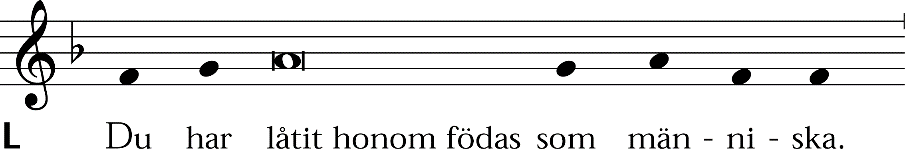 L Du har låtit honom födas som män - ni - ska.